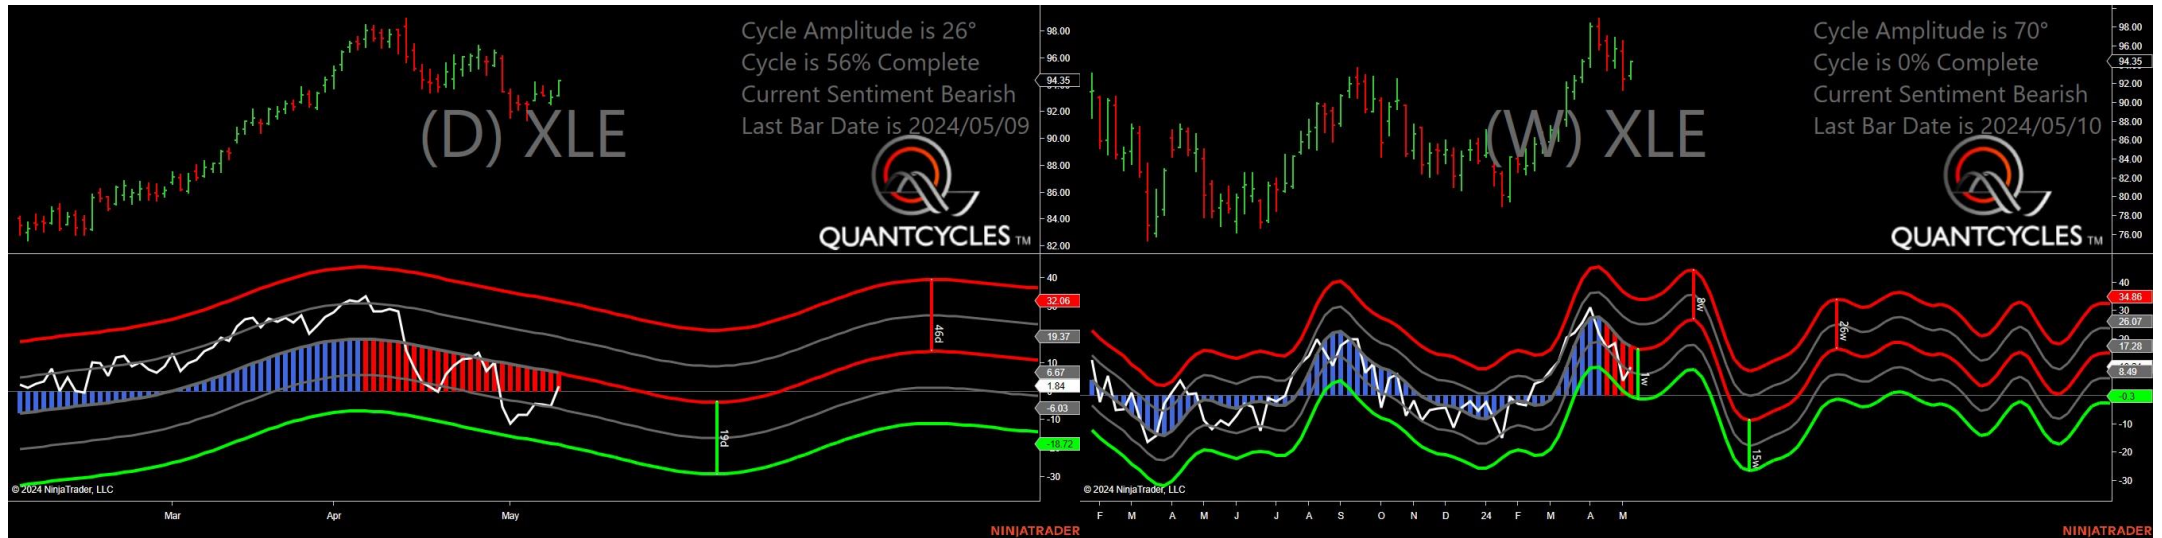 Cycle Amplitude is 26°
Cycle is 56% Complete
Current Sentiment Bearish
Last Bar Date is 2024/05/09
(D) XLE
QUANTCYCLES TM
98.00
96.00
94.35
92.00
90.00
88.00
86.00
84.00
82.00
40
32.06
19.37
10
6.67
1.84
-6.03
-10
-18.72
-30
46d
19d
© 2024 NinjaTrader, LLC
Mar Apr May
NINJATRADER
Cycle Amplitude is 70°
Cycle is 0% Complete
Current Sentiment Bearish
Last Bar Date is 2024/05/10
(W) XLE
QUANTCYCLES TM
98.00
96.00
94.35
92.00
90.00
88.00
86.00
84.00
82.00
80.00
78.00
76.00
40
34.86
30
26.07
17.28
8.49
-0.3
-10
-20
-30
8w
26w
1w
15w
© 2024 NinjaTrader, LLC
F M A M J J A S O N D 24 F M A M
NINJATRADER